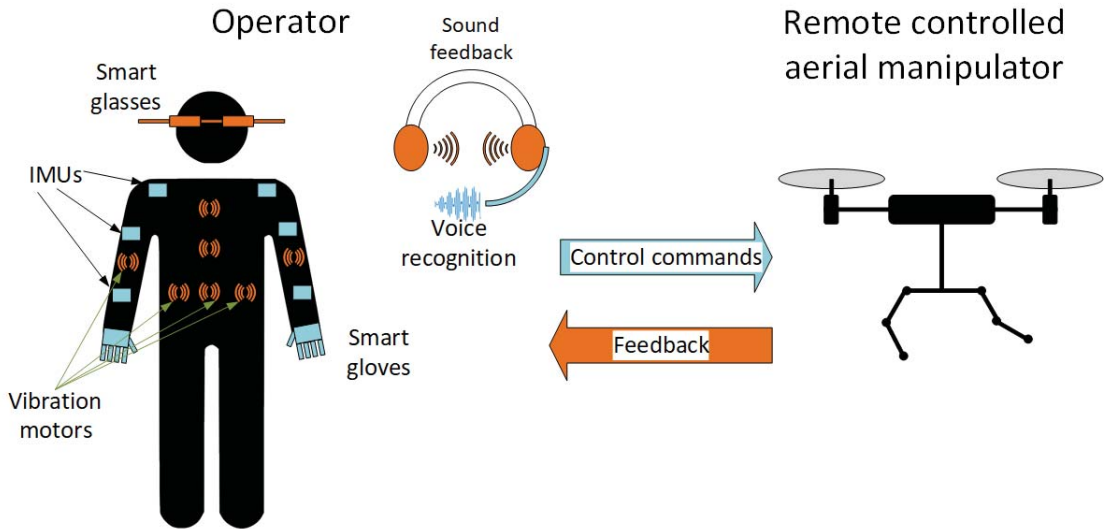 Operator
Sound
feedback
Remote controlled
aerial manipulator
Smart
glasses
IMUs
Voice
recognition
Control commands
Feedback
Smart
gloves
Vibration
motors